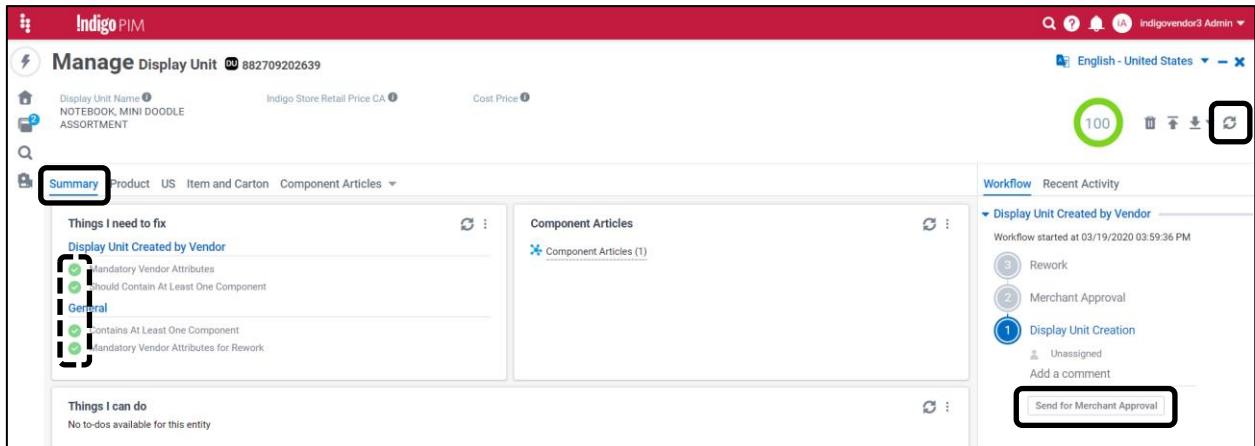 Indigo PIM
iA indigovendor3 Admin
Manage Display Unit DU 882709202639
English - United States
Display Unit Name
Indigo Store Retail Price CA
Cost Price
NOTEBOOK, MINI DOODLE
ASSORTMENT
2
100
Summary Product US Item and Carton Component Articles
Workflow Recent Activity
Things I need to fix
Display Unit Created by Vendor
Mandatory Vendor Attributes
Should Contain At Least One Component
General
Contains At Least One Component
Mandatory Vendor Attributes for Rework
Component Articles
Component Articles (1)
Things I can do
No to-dos available for this entity
Display Unit Created by Vendor
Workflow started at 03/19/2020 03:59:36 PM
3 Rework
2 Merchant Approval
1 Display Unit Creation
Unassigned
Add a comment
Send for Merchant Approval